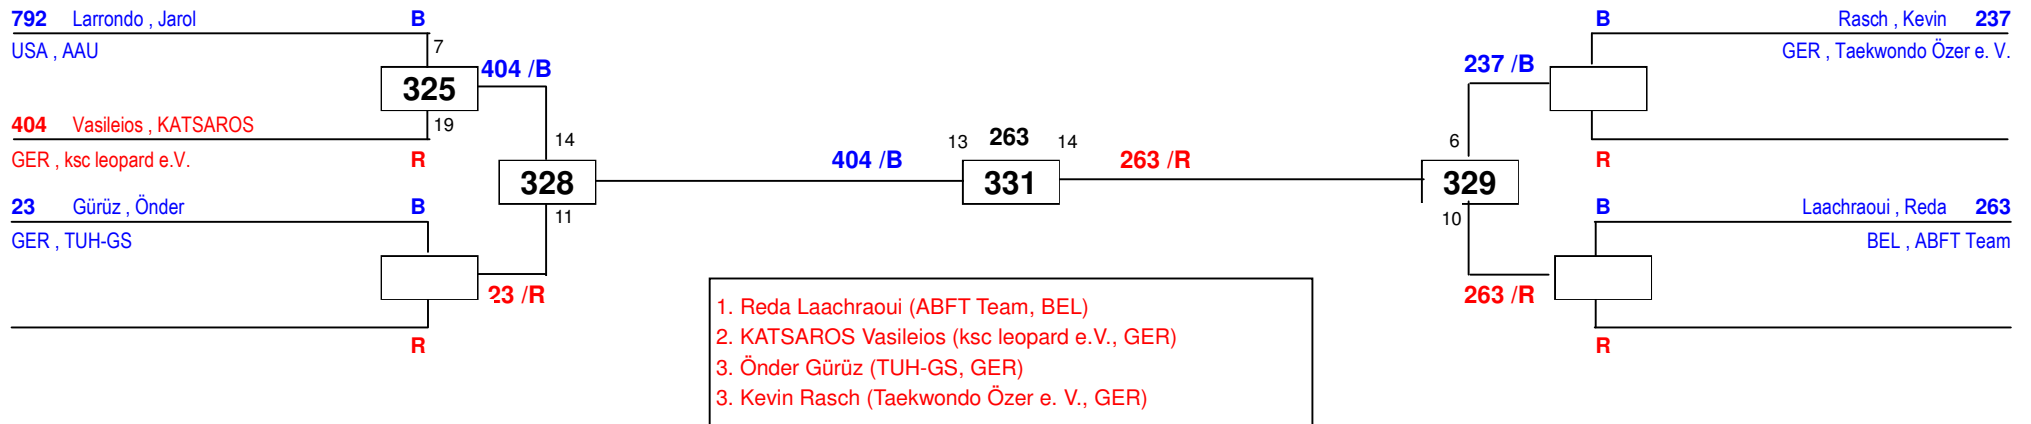 792 Larrondo , Jarol B
USA , AAU
7
325
404 /B
19
404 Vasileios , KATSAROS
GER , ksc leopard e.V. R
14
328
11
23 Gürüz , Önder B
GER , TUH-GS
23 /R
R
404 /B
13 263 14
331
263 /R
B Rasch , Kevin 237
GER , Taekwondo Özer e. V.
237 /B
R
6
329
10
B Laachraoui , Reda 263
BEL , ABFT Team
263 /R
R
1. Reda Laachraoui (ABFT Team, BEL)
2. KATSAROS Vasileios (ksc leopard e.V., GER)
3. Önder Gürüz (TUH-GS, GER)
3. Kevin Rasch (Taekwondo Özer e. V., GER)